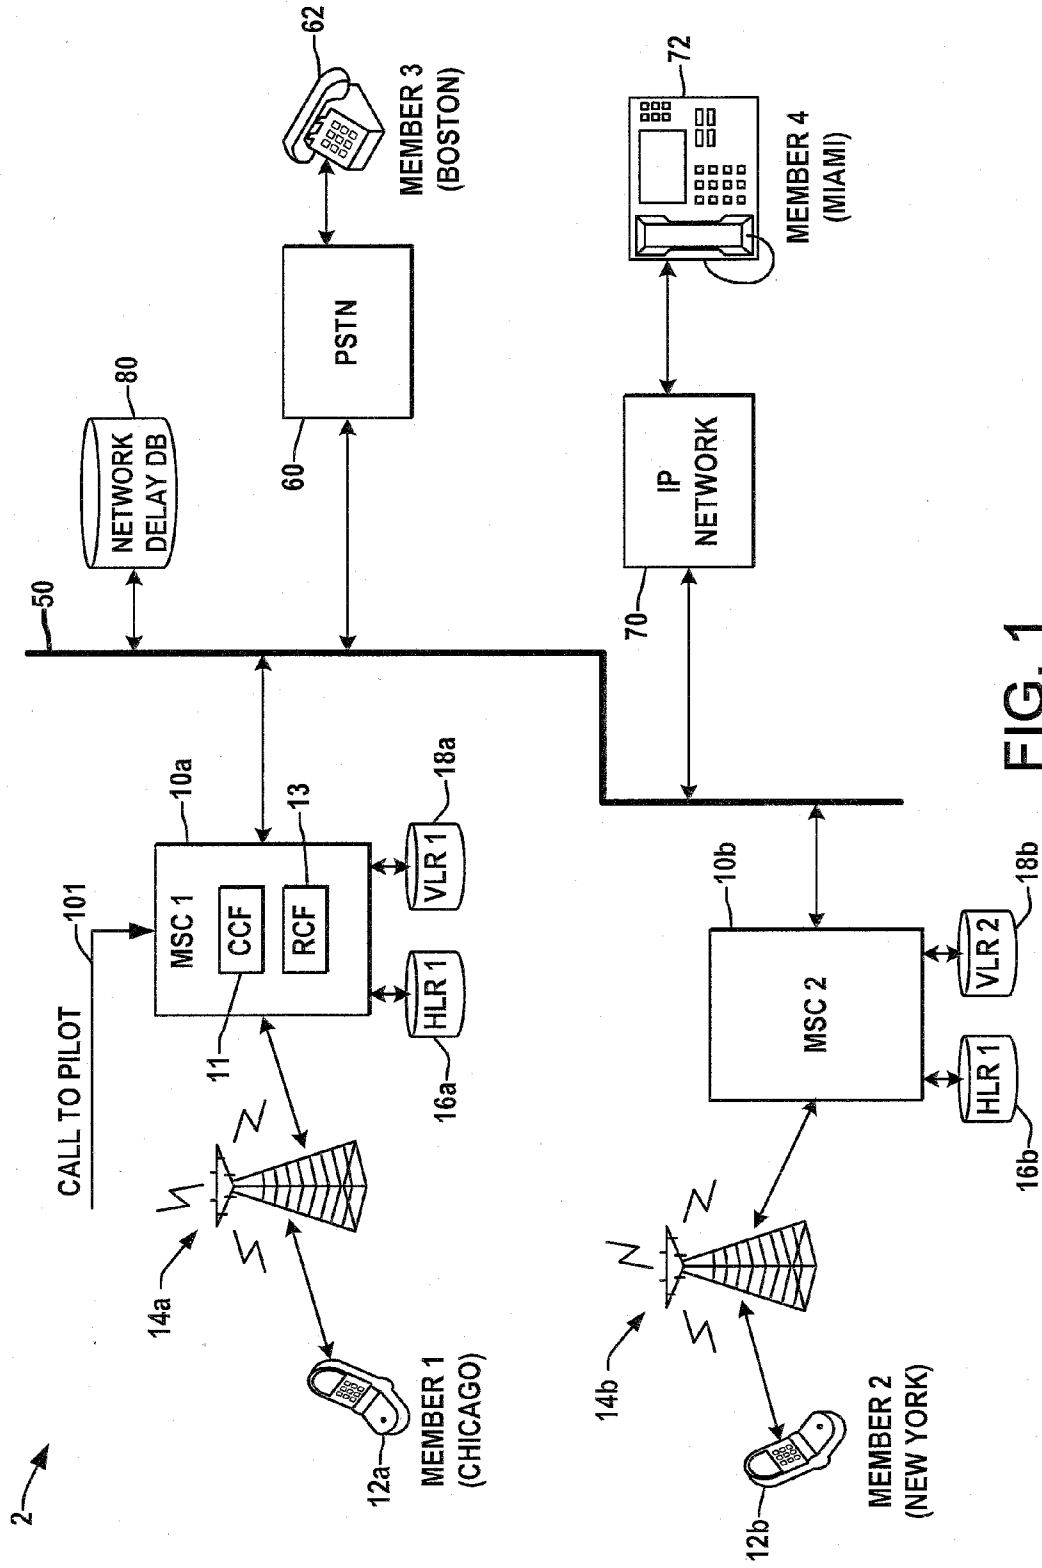 2
CALL TO PILOT
101
MSC 1
10a
CCF
11
RCF
13
HLR 1
16a
VLR 1
18a
14a
12a
MEMBER 1
(CHICAGO)
50
NETWORK
DELAY DB
80
PSTN
60
62
MEMBER 3
(BOSTON)
14b
12b
MEMBER 2
(NEW YORK)
MSC 2
10b
HLR 1
16b
VLR 2
18b
IP
NETWORK
70
72
MEMBER 4
(MIAMI)
FIG. 1